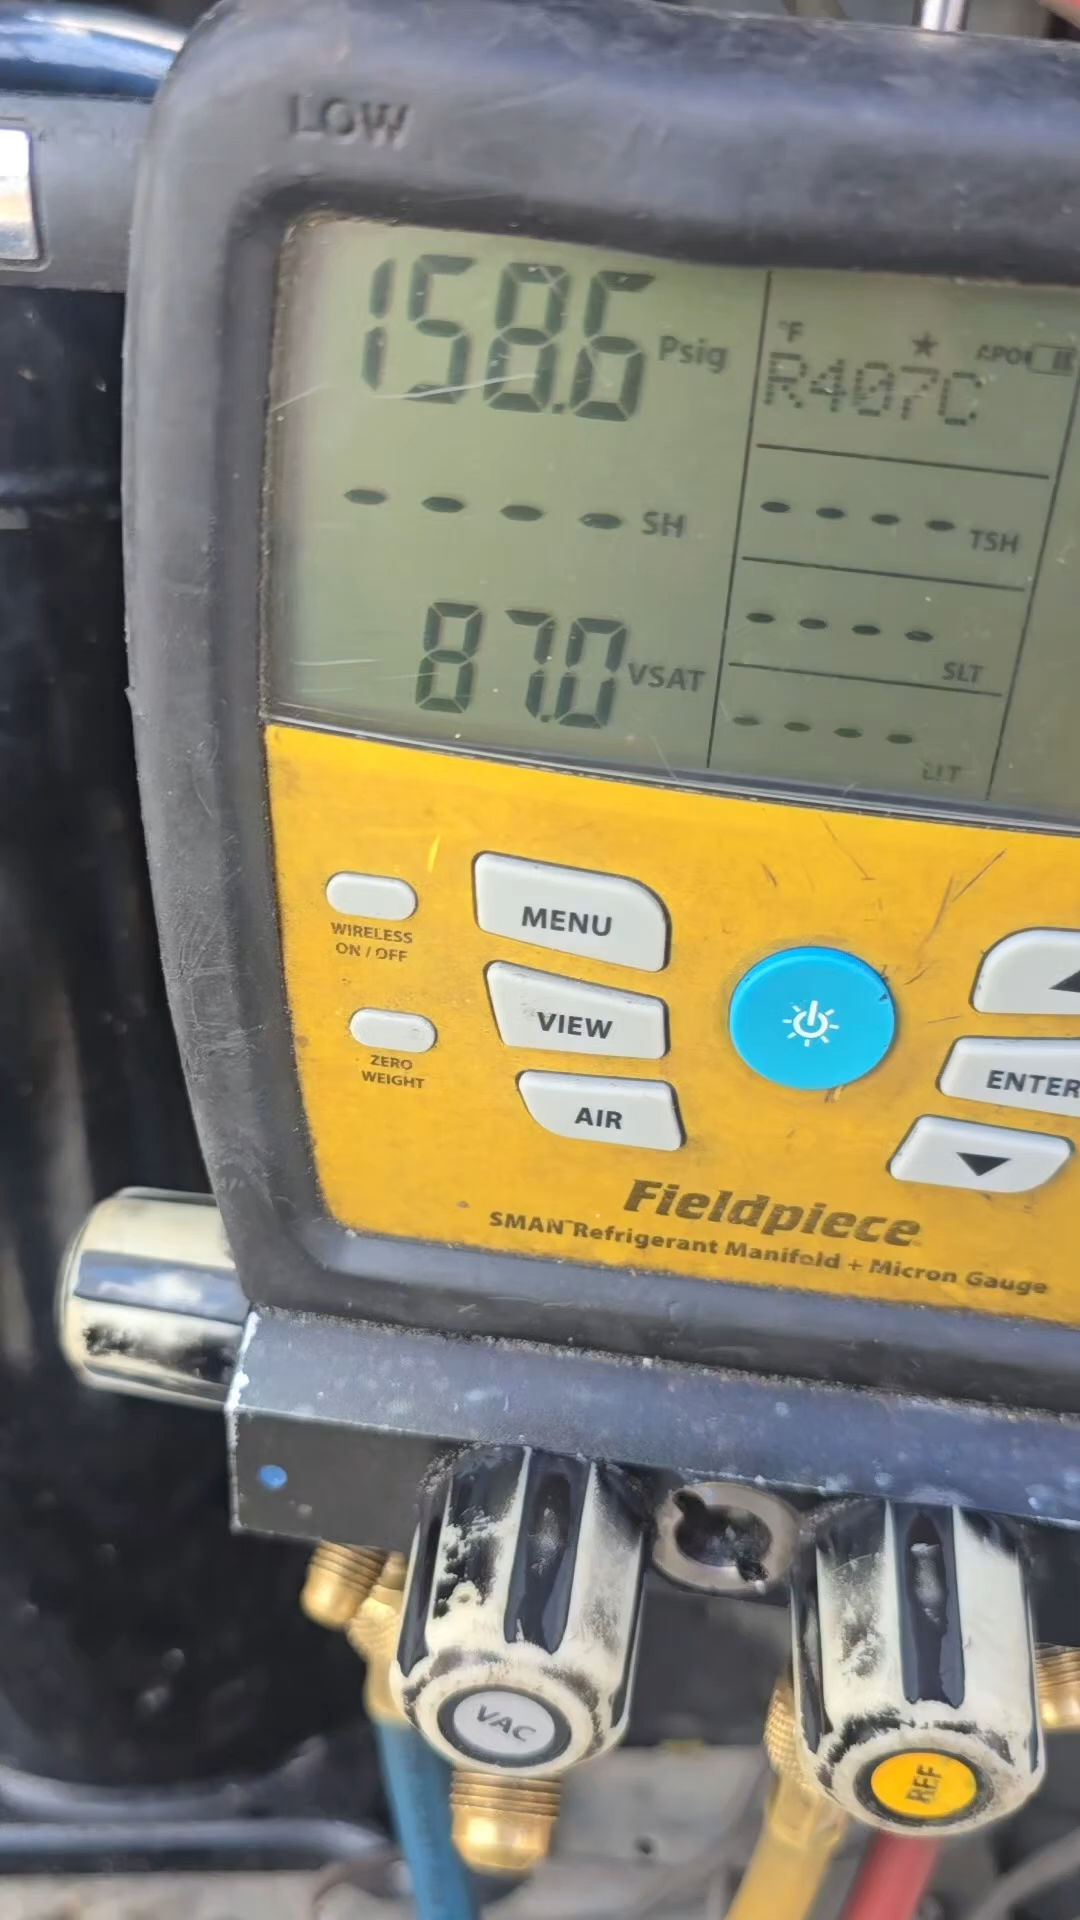 LOW
158.6 Psig
°F
APO
R407C
- - - - SH
- - - - TSH
87.0 VSAT
- - - - SLT
- - - -
WIRELESS
ON / OFF
MENU
ZERO
WEIGHT
VIEW
AIR
ENTER
Fieldpiece
SMAN™ Refrigerant Manifold + Micron Gauge
VAC
REF